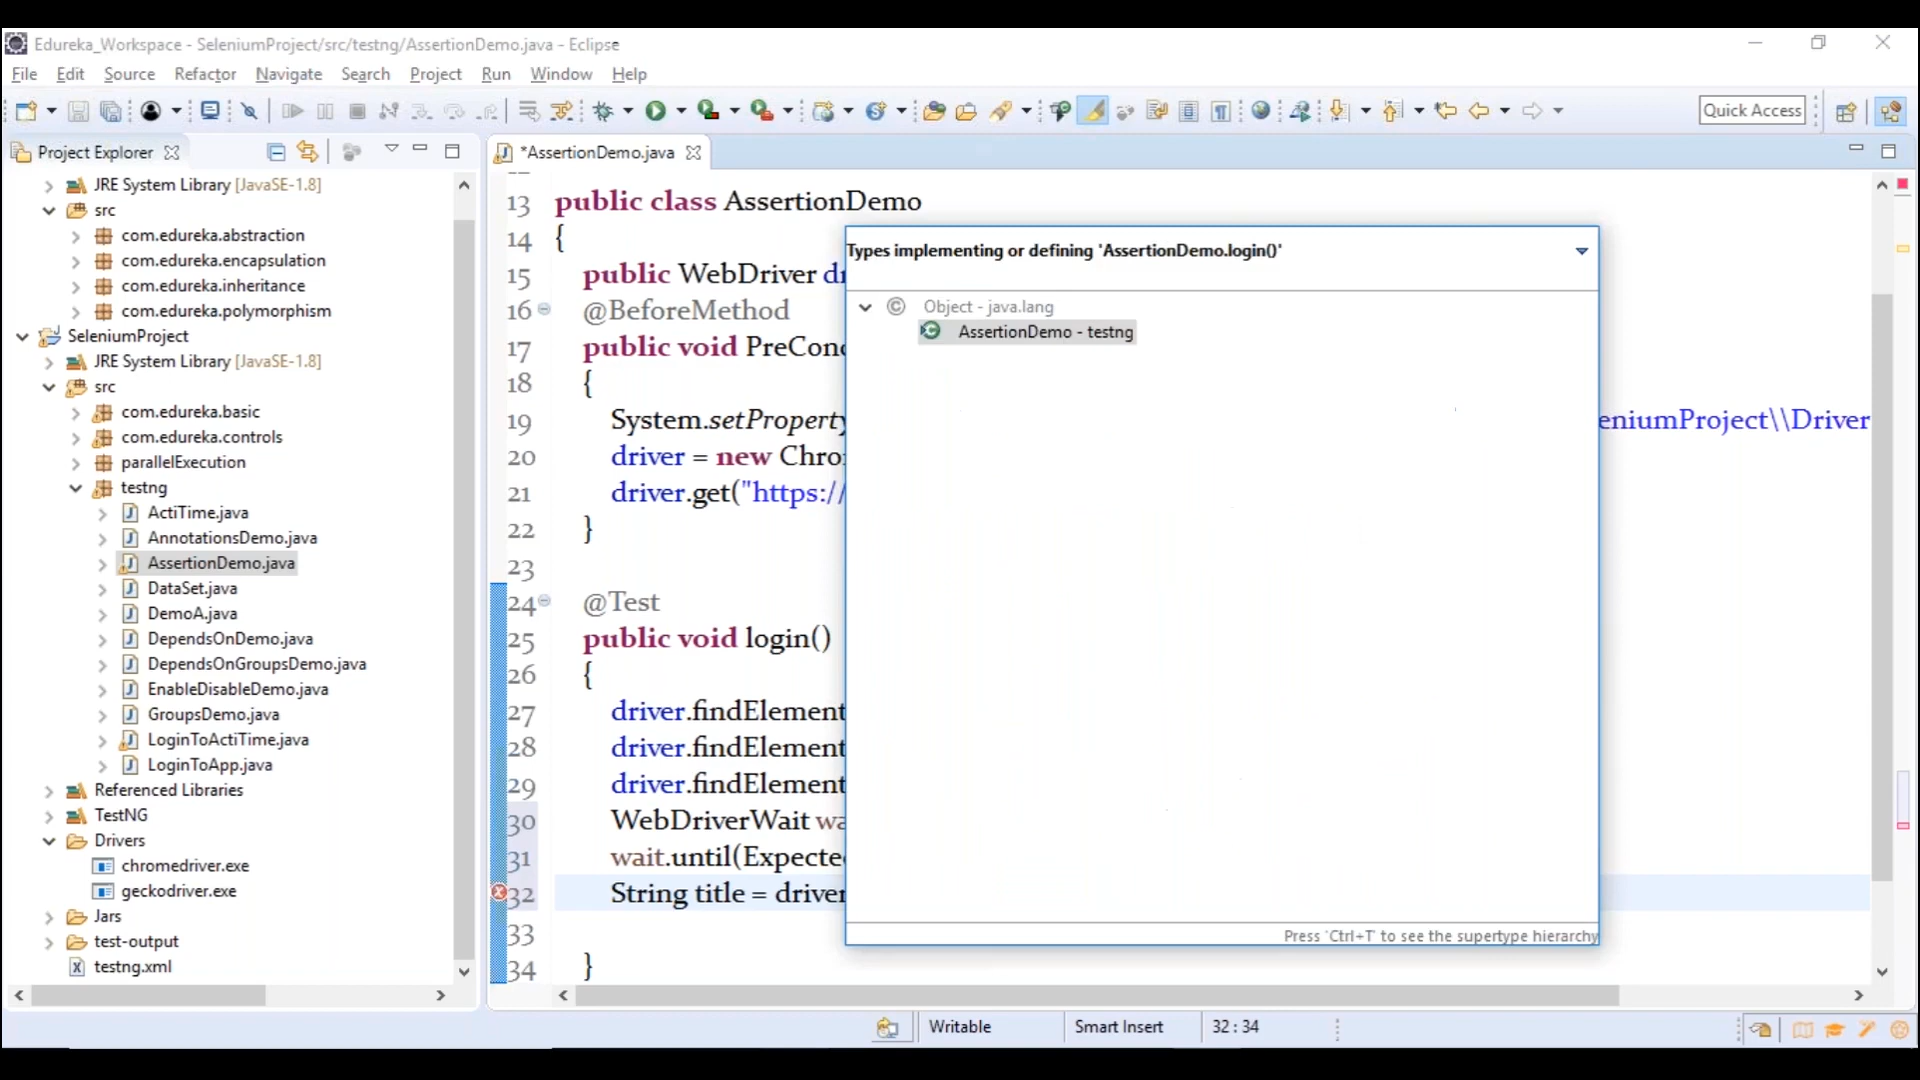 Edureka_Workspace - SeleniumProject/src/testng/AssertionDemo.java - Eclipse
File Edit Source Refactor Navigate Search Project Run Window Help
Quick Access
Project Explorer
*AssertionDemo.java
JRE System Library [JavaSE-1.8]
src
com.edureka.abstraction
com.edureka.encapsulation
com.edureka.inheritance
com.edureka.polymorphism
SeleniumProject
JRE System Library [JavaSE-1.8]
src
com.edureka.basic
com.edureka.controls
parallelExecution
testng
ActiTime.java
AnnotationsDemo.java
AssertionDemo.java
DataSet.java
DemoA.java
DependsOnDemo.java
DependsOnGroupsDemo.java
EnableDisableDemo.java
GroupsDemo.java
LoginToActiTime.java
LoginToApp.java
Referenced Libraries
TestNG
Drivers
chromedriver.exe
geckodriver.exe
Jars
test-output
testng.xml
13 public class AssertionDemo
14 {
15 public WebDriver dr
16 @BeforeMethod
17 public void PreCon
18 {
19 System.setProperty eniumProject\\Driver
20 driver = new Chro
21 driver.get("https://
22 }
23
24 @Test
25 public void login()
26 {
27 driver.findElement
28 driver.findElement
29 driver.findElement
30 WebDriverWait wa
31 wait.until(Expecte
32 String title = driver
33
34 }
Types implementing or defining 'AssertionDemo.login()'
Object - java.lang
AssertionDemo - testng
Press 'Ctrl+T' to see the supertype hierarchy
Writable
Smart Insert
32 : 34